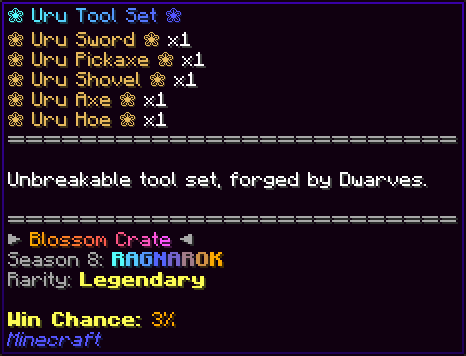 ❀ Uru Tool Set ❀
❀ Uru Sword ❀ x1
❀ Uru Pickaxe ❀ x1
❀ Uru Shovel ❀ x1
❀ Uru Axe ❀ x1
❀ Uru Hoe ❀ x1
============================
Unbreakable tool set, forged by Dwarves.
============================
► Blossom Crate ◄
Season 8: RAGNAROK
Rarity: Legendary
Win Chance: 3%
Minecraft